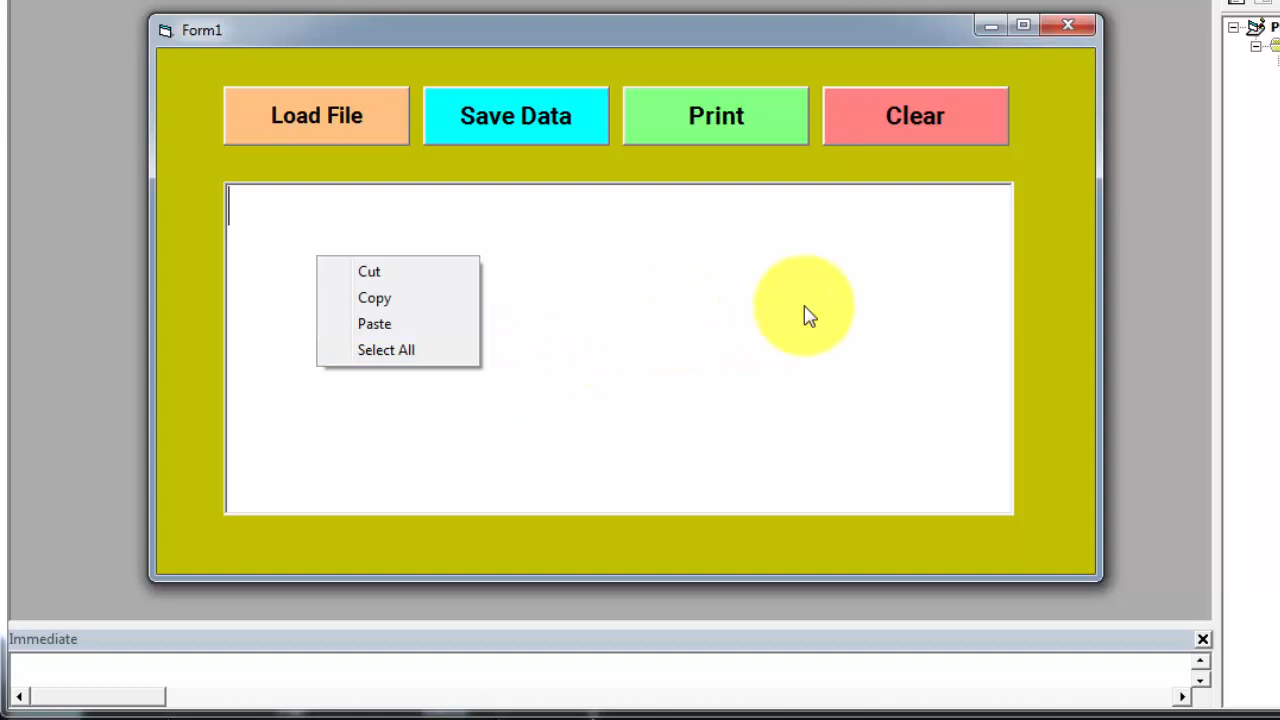 Form1
Load File
Save Data
Print
Clear
Cut
Copy
Paste
Select All
Immediate